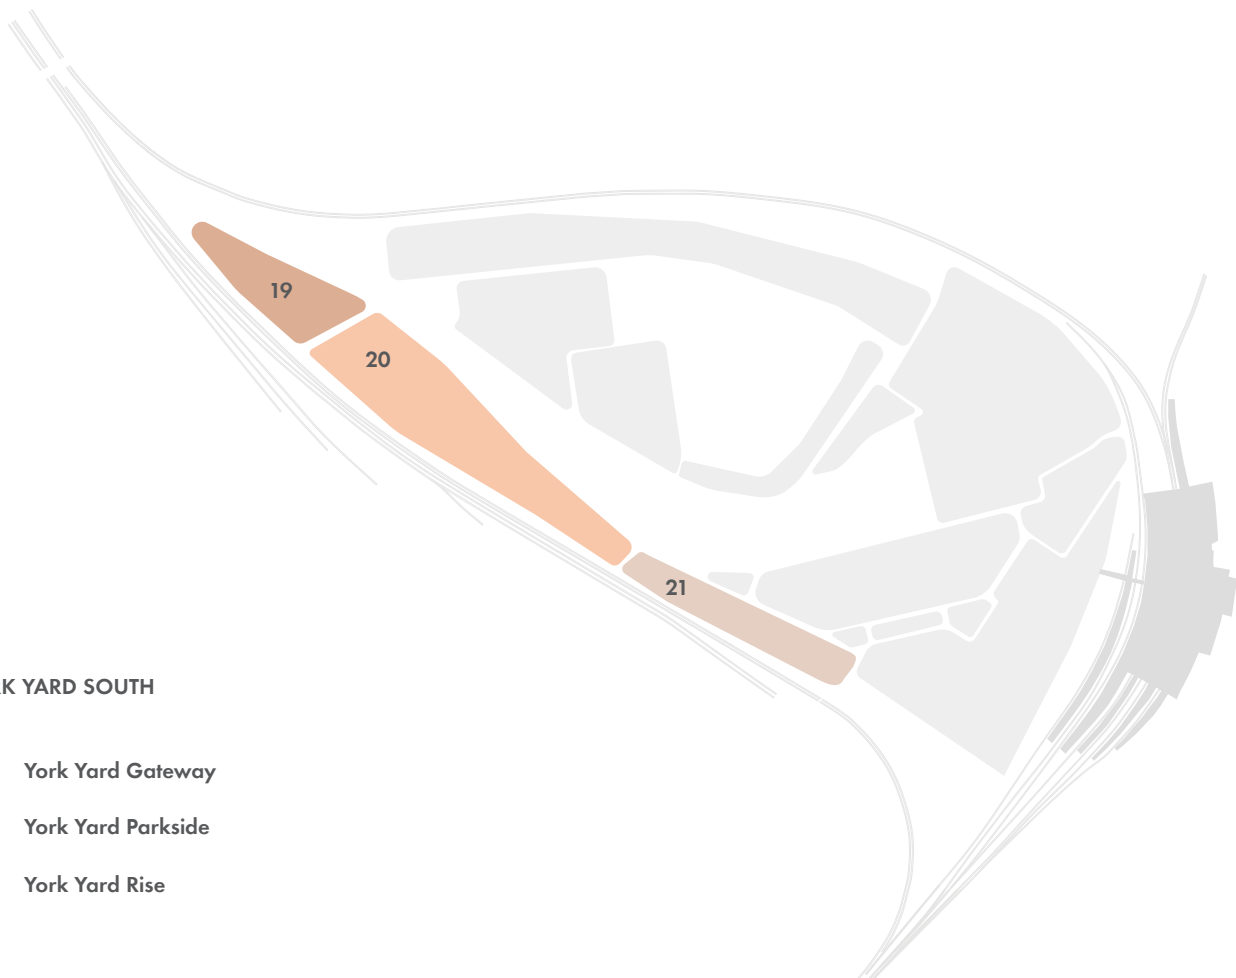 19
20
21
K YARD SOUTH
York Yard Gateway
York Yard Parkside
York Yard Rise